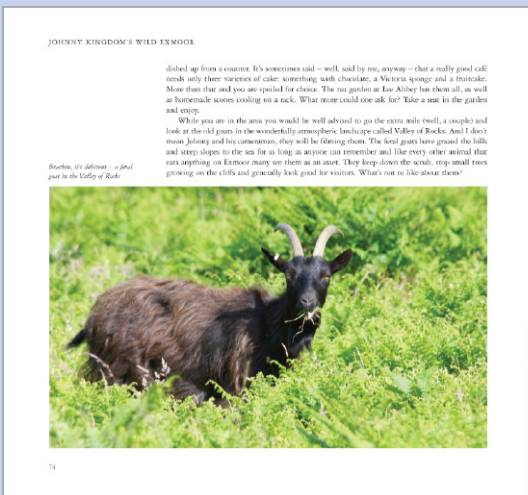 JOHNNY KINGDOM'S WILD EXMOOR
dished up from a counter. It's sometimes said – well, said by me, anyway – that a really good café
needs only three varieties of cake: something with chocolate, a Victoria sponge and a fruitcake.
More than that and you are spoiled for choice. The tea garden at Lee Abbey has them all, as well
as homemade scones cooling on a rack. What more could one ask for? Take a seat in the garden
and enjoy.
While you are in the area you would be well advised to go the extra mile (well, a couple) and
look at the old goats in the wonderfully atmospheric landscape called Valley of Rocks. And I don't
mean Johnny and his cameraman, they will be filming them. The feral goats have grazed the hills
and steep slopes to the sea for as long as anyone can remember and like every other animal that
eats anything on Exmoor many see them as an asset. They keep down the scrub, stop small trees
growing on the cliffs and generally look good for visitors. What's not to like about them?
Bracken, it's delicious – a feral
goat in the Valley of Rocks
74